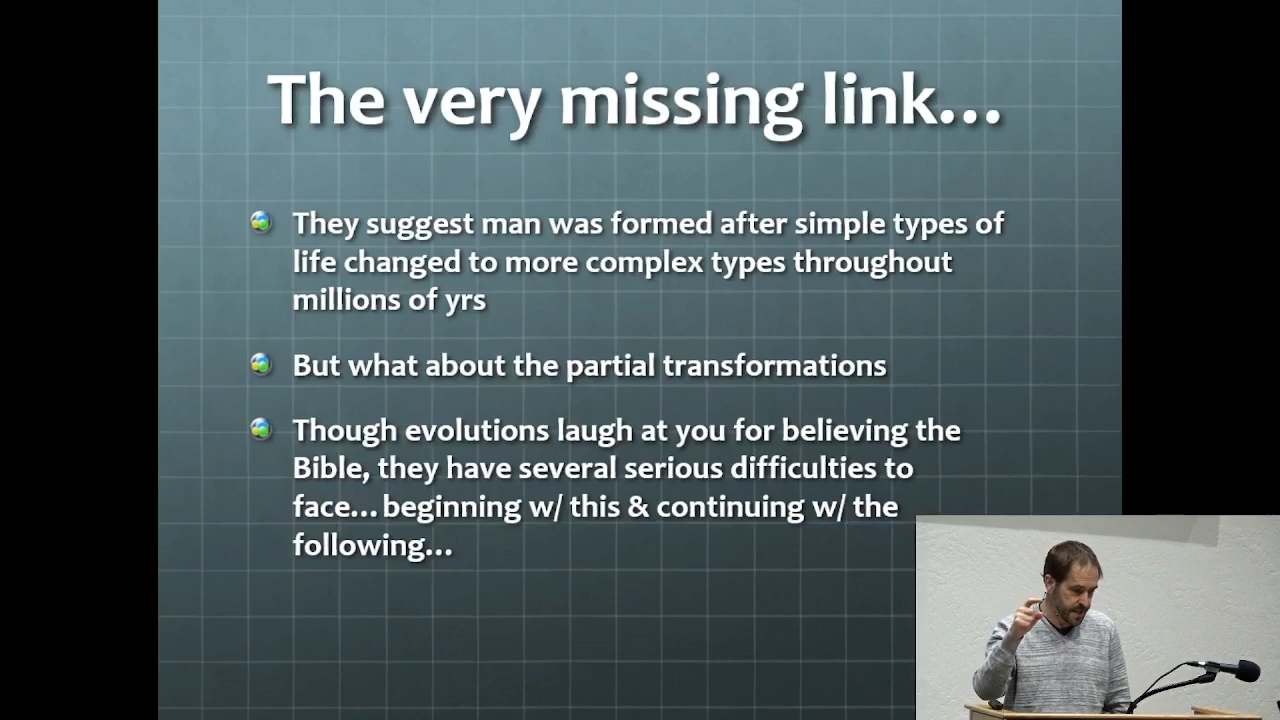 The very missing link...
They suggest man was formed after simple types of
life changed to more complex types throughout
millions of yrs
But what about the partial transformations
Though evolutions laugh at you for believing the
Bible, they have several serious difficulties to
face...beginning w/ this & continuing w/ the
following...